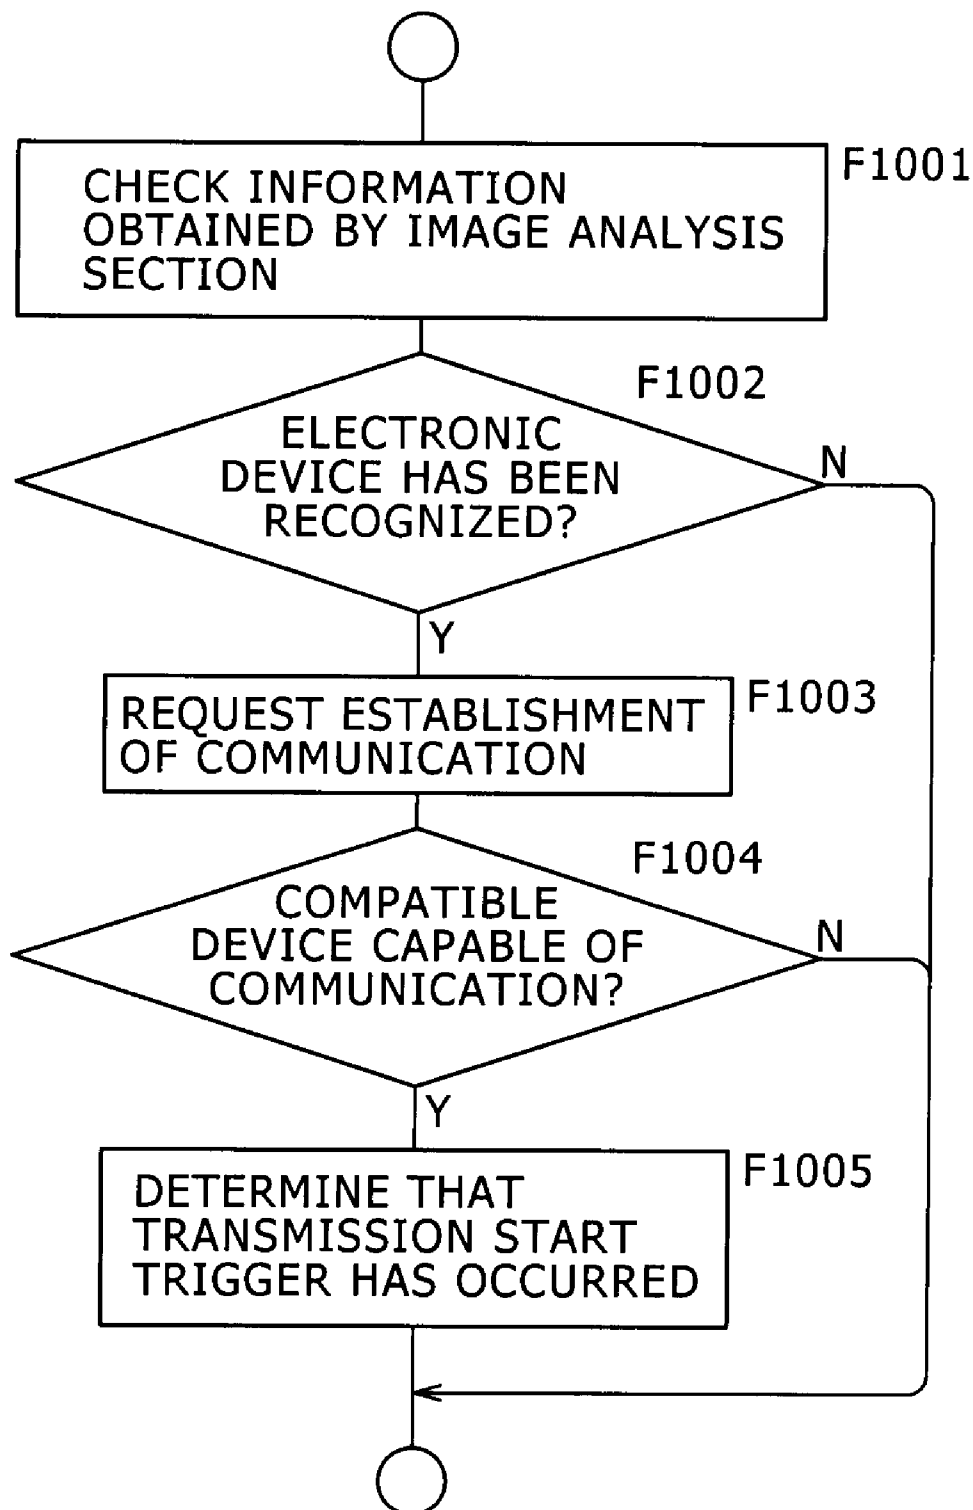 F1001
CHECK INFORMATION
OBTAINED BY IMAGE ANALYSIS
SECTION
F1002
ELECTRONIC
DEVICE HAS BEEN
RECOGNIZED?
N
Y
F1003
REQUEST ESTABLISHMENT
OF COMMUNICATION
F1004
COMPATIBLE
DEVICE CAPABLE OF
COMMUNICATION?
N
Y
F1005
DETERMINE THAT
TRANSMISSION START
TRIGGER HAS OCCURRED